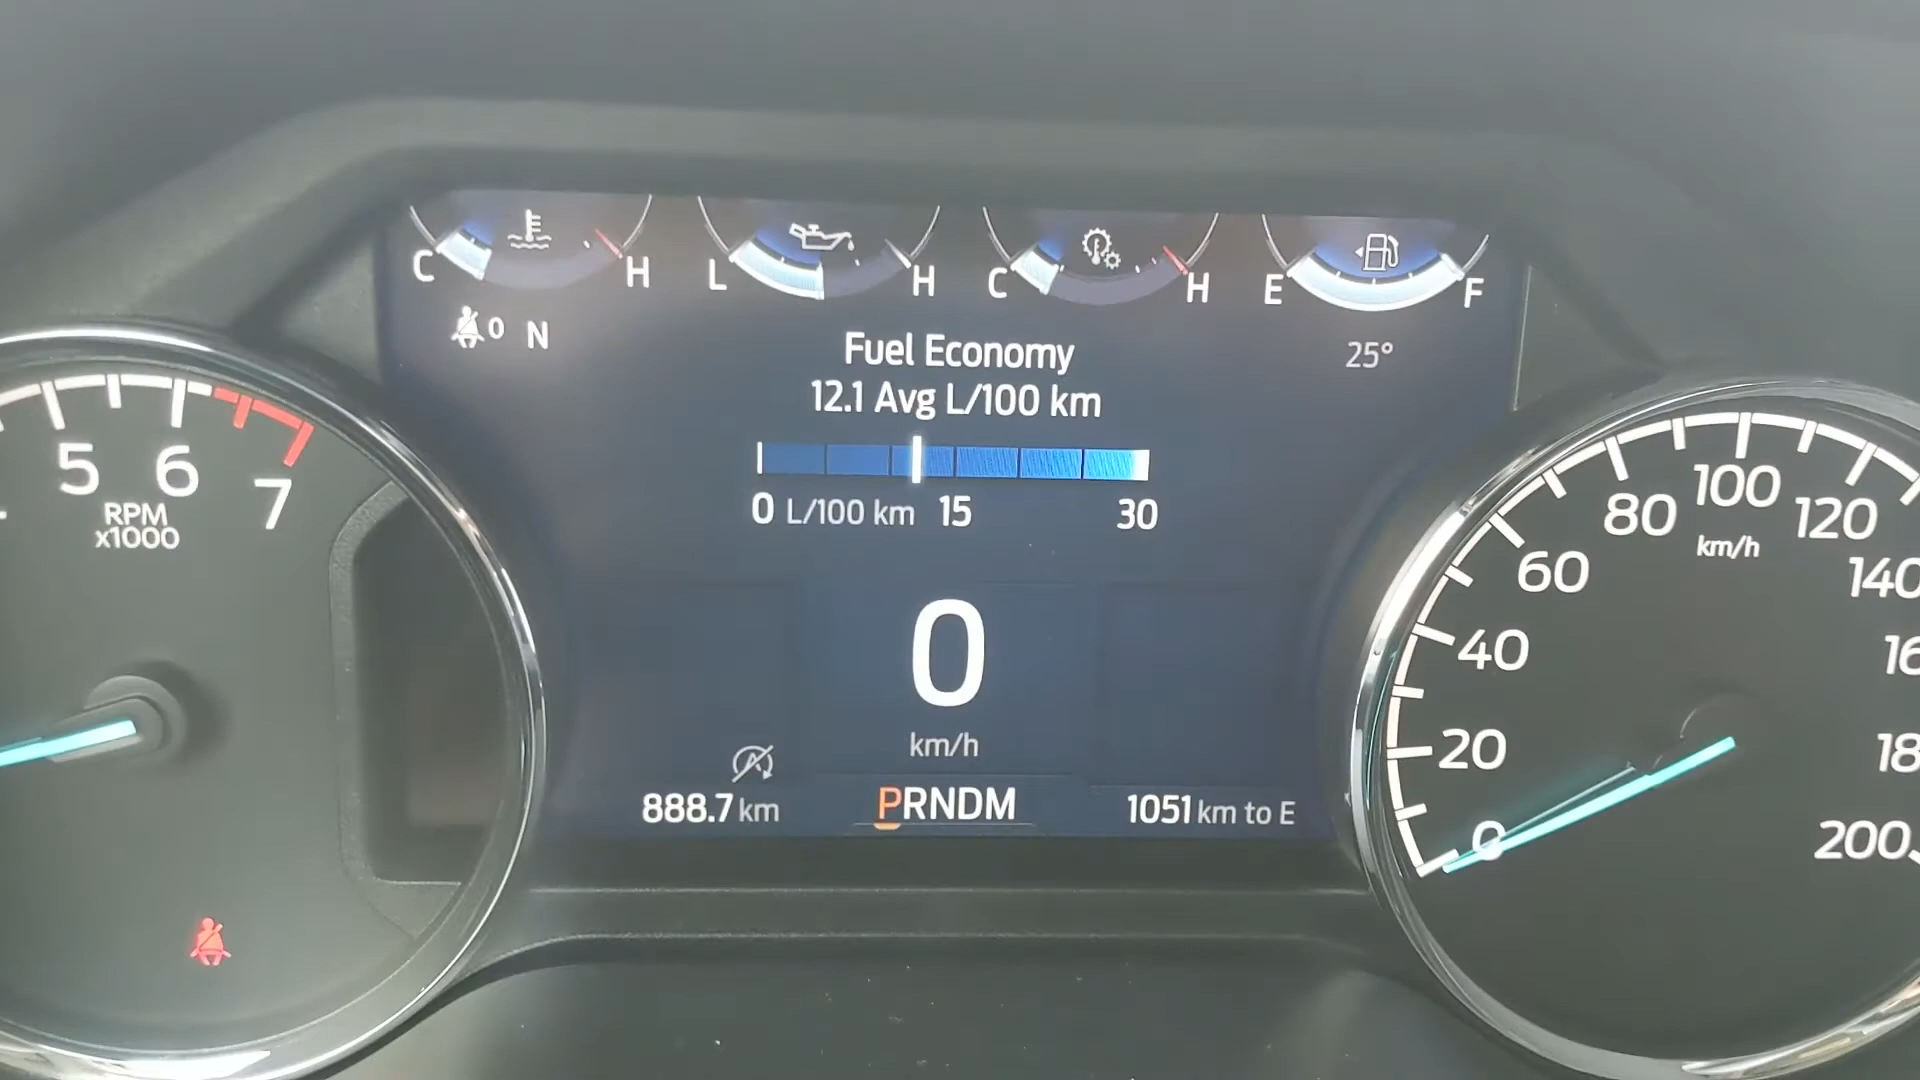 C H L H C H E F
0 N
25°
Fuel Economy
12.1 Avg L/100 km
0 L/100 km 15 30
5 6 7
RPM
x1000
0
km/h
888.7 km
PRNDM
1051 km to E
0 20 40 60 80 100 120 140
km/h
200